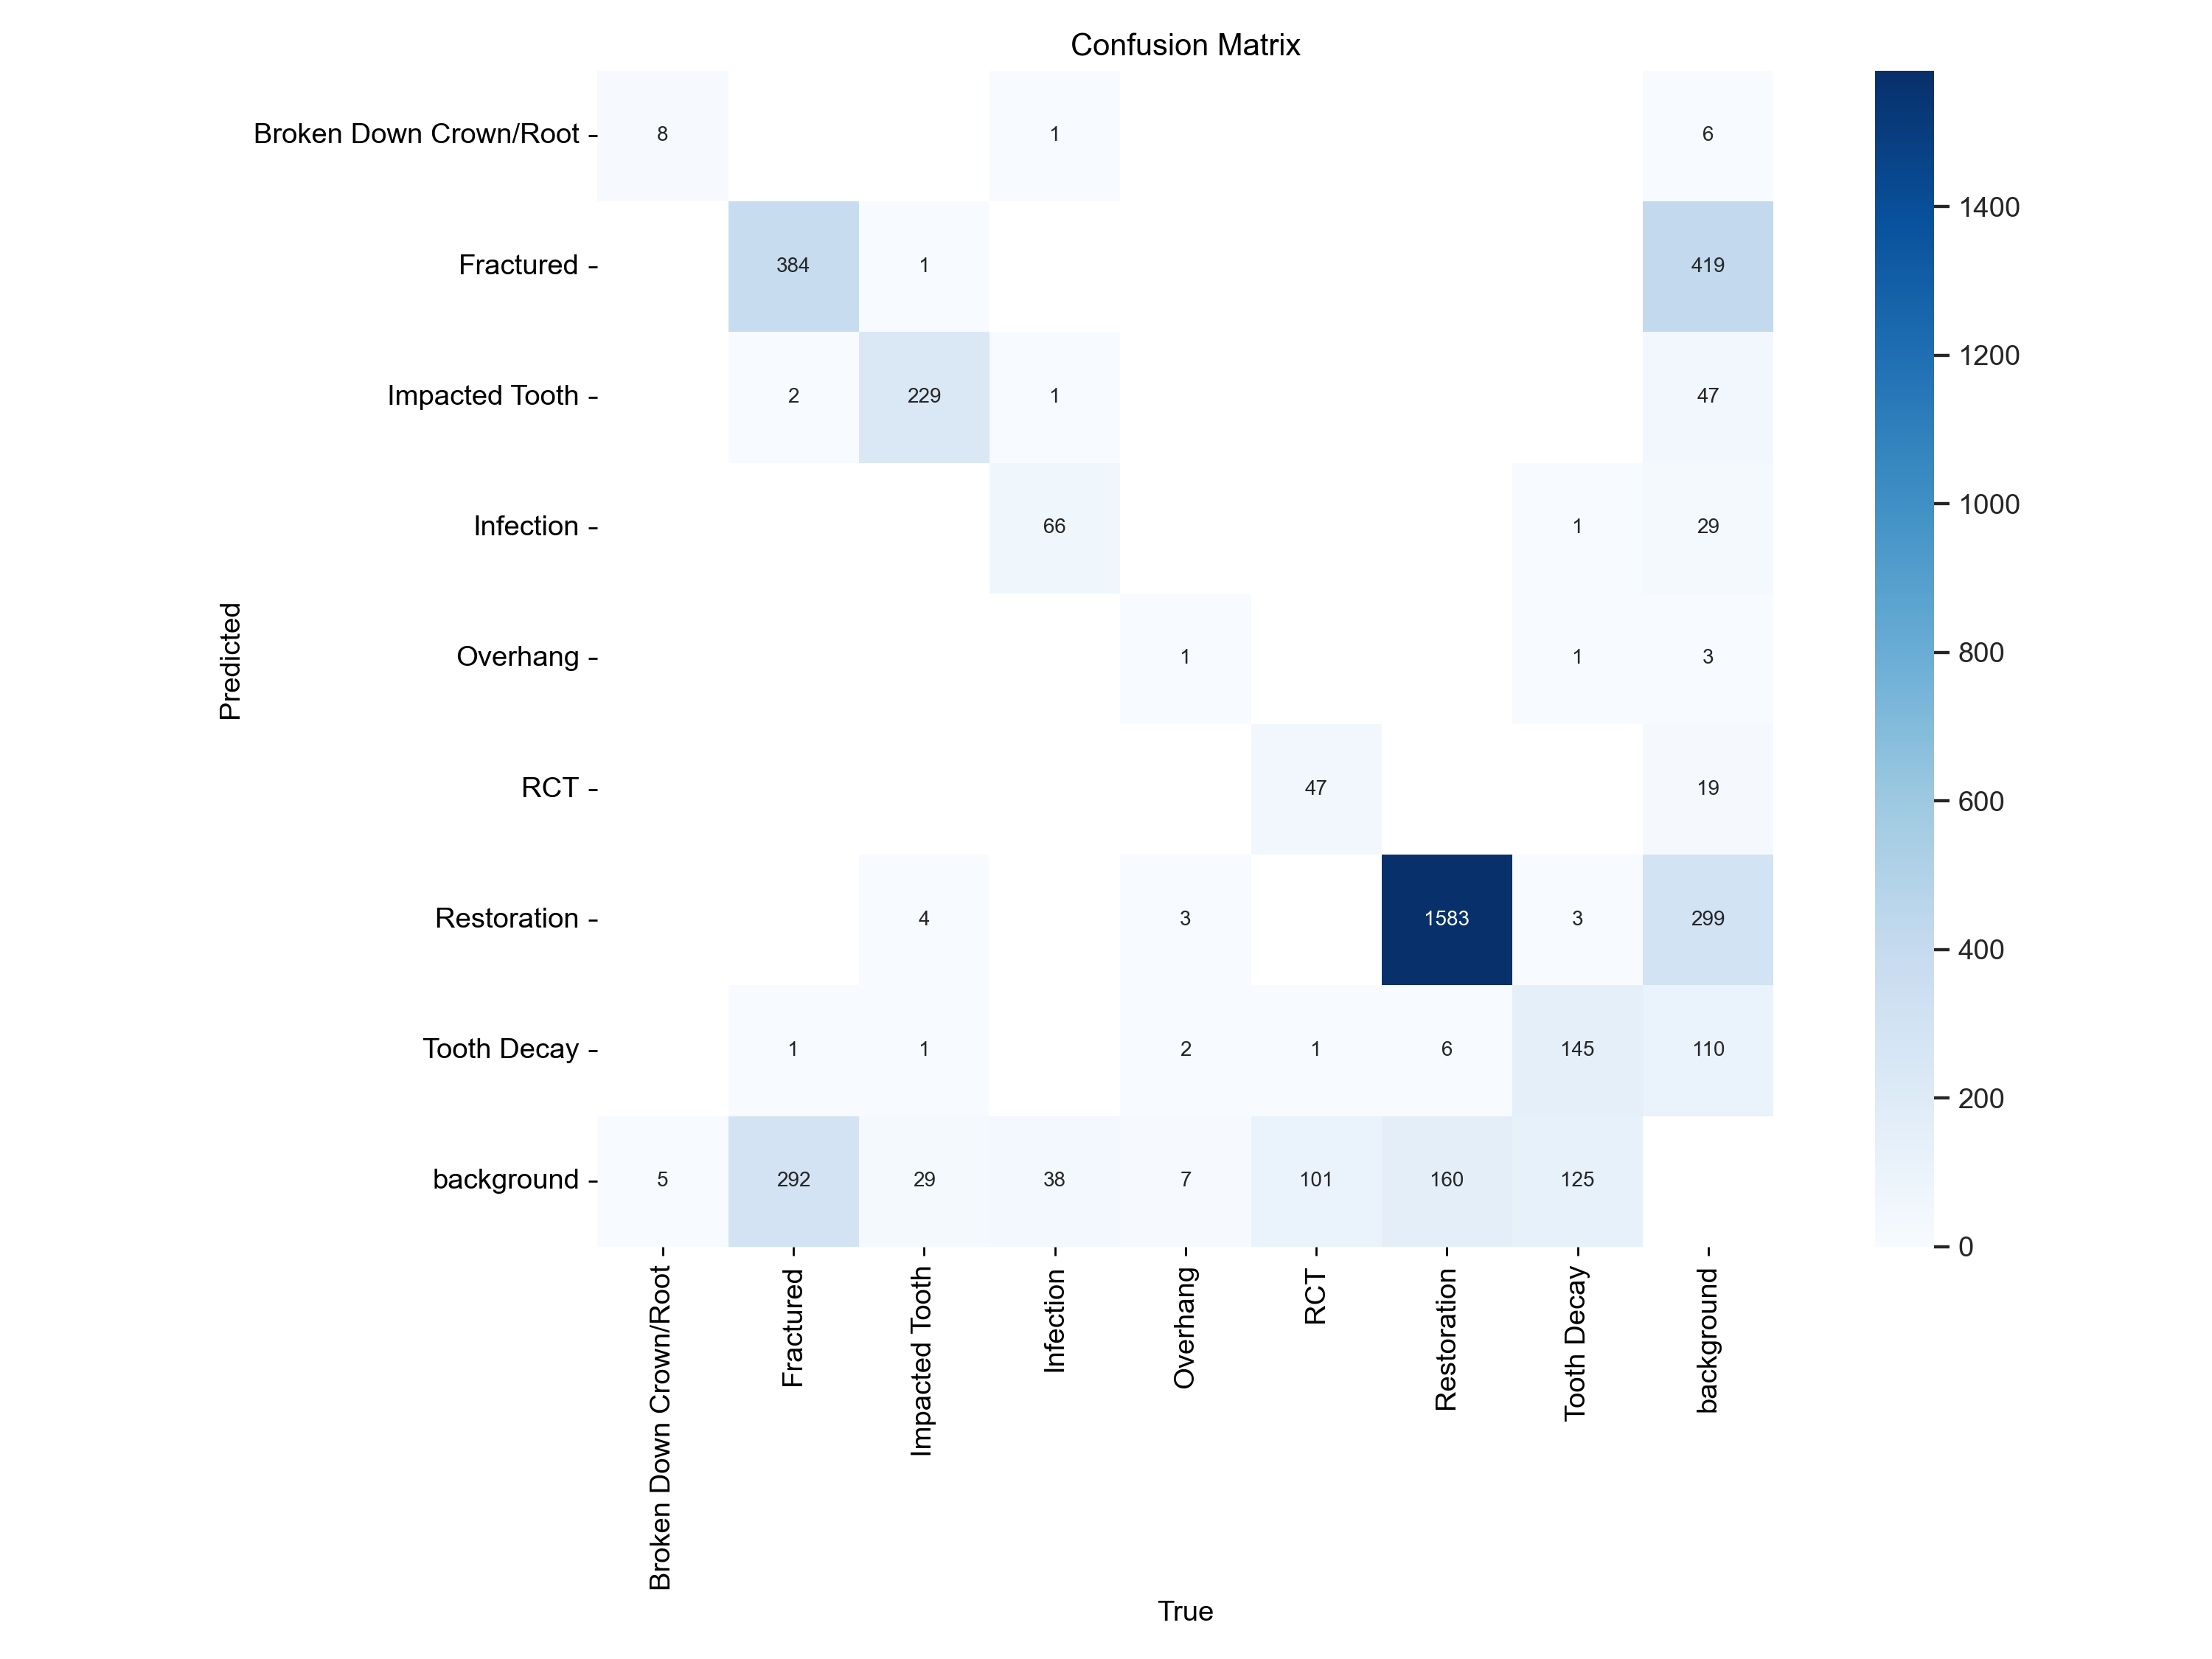 Confusion Matrix
Broken Down Crown/Root 8 1 6
Fractured 384 1 419
Impacted Tooth 2 229 1 47
Infection 66 1 29
Overhang 1 1 3
RCT 47 19
Restoration 4 3 1583 3 299
Tooth Decay 1 1 2 1 6 145 110
background 5 292 29 38 7 101 160 125
Predicted
Broken Down Crown/Root
Fractured
Impacted Tooth
Infection
Overhang
RCT
Restoration
Tooth Decay
background
True
1400
1200
1000
800
600
400
200
0